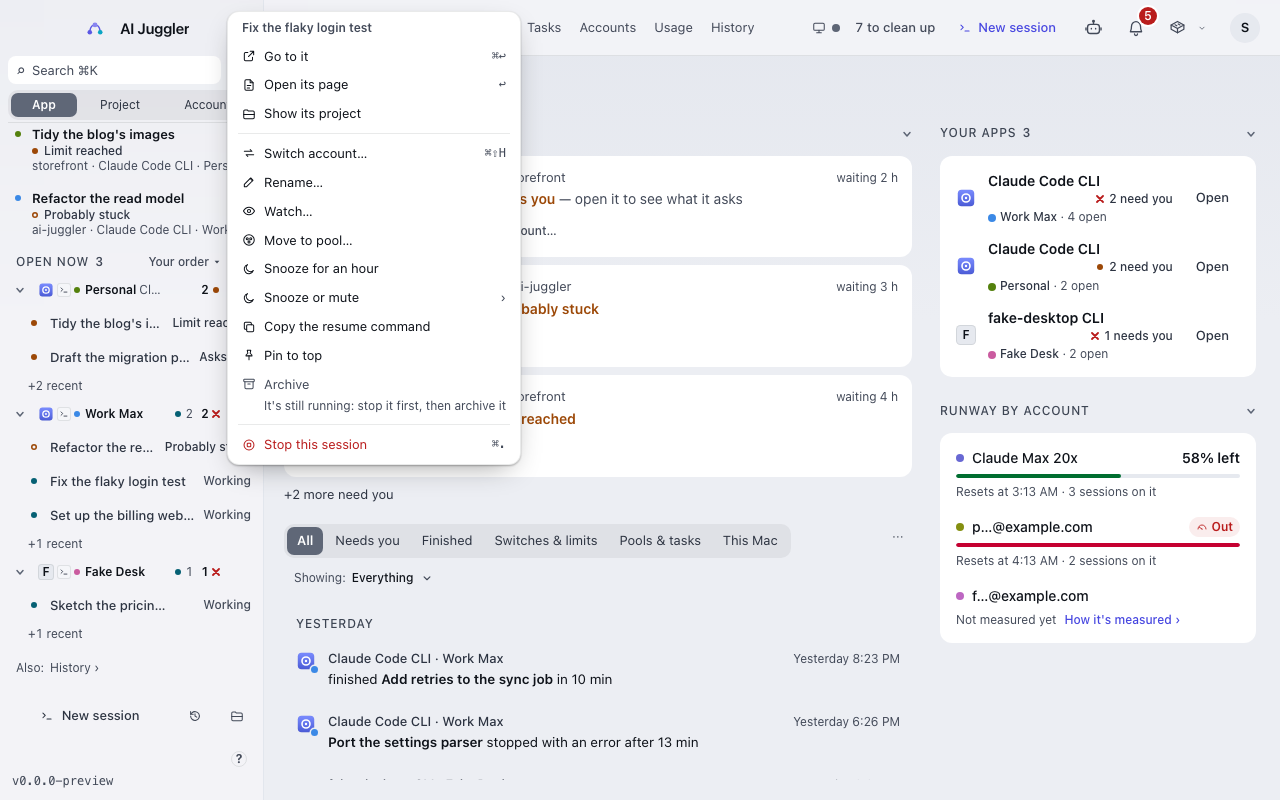 AI Juggler
Search ⌘K
App
Project
Accoun
Tidy the blog's images
Limit reached
storefront · Claude Code CLI · Pers
Refactor the read model
Probably stuck
ai-juggler · Claude Code CLI · Work
OPEN NOW 3
Your order
Personal Cl...
2
Tidy the blog's i...
Limit reac
Draft the migration p...
Asks
+2 recent
Work Max
2
2
Refactor the re...
Probably s
Fix the flaky login test
Working
Set up the billing web...
Working
+1 recent
F
Fake Desk
1
1
Sketch the pricin...
Working
+1 recent
Also: History ›
New session
?
v0.0.0-preview
Fix the flaky login test
Go to it
⌘↩
Open its page
↩
Show its project
Switch account...
⌘⇧H
Rename...
Watch...
Move to pool...
Snooze for an hour
Snooze or mute
›
Copy the resume command
Pin to top
Archive
It's still running: stop it first, then archive it
Stop this session
⌘.
Tasks
Accounts
Usage
History
7 to clean up
New session
5
S
orefront
waiting 2 h
s you — open it to see what it asks
ount...
ai-juggler
waiting 3 h
bably stuck
orefront
waiting 4 h
reached
+2 more need you
All
Needs you
Finished
Switches & limits
Pools & tasks
This Mac
...
Showing: Everything
YESTERDAY
Claude Code CLI · Work Max
Yesterday 8:23 PM
finished Add retries to the sync job in 10 min
Claude Code CLI · Work Max
Yesterday 6:26 PM
Port the settings parser stopped with an error after 13 min
YOUR APPS 3
Claude Code CLI
2 need you
Work Max · 4 open
Open
Claude Code CLI
2 need you
Personal · 2 open
Open
F
fake-desktop CLI
1 needs you
Fake Desk · 2 open
Open
RUNWAY BY ACCOUNT
Claude Max 20x
58% left
Resets at 3:13 AM · 3 sessions on it
p...@example.com
Out
Resets at 4:13 AM · 2 sessions on it
f...@example.com
Not measured yet
How it's measured ›